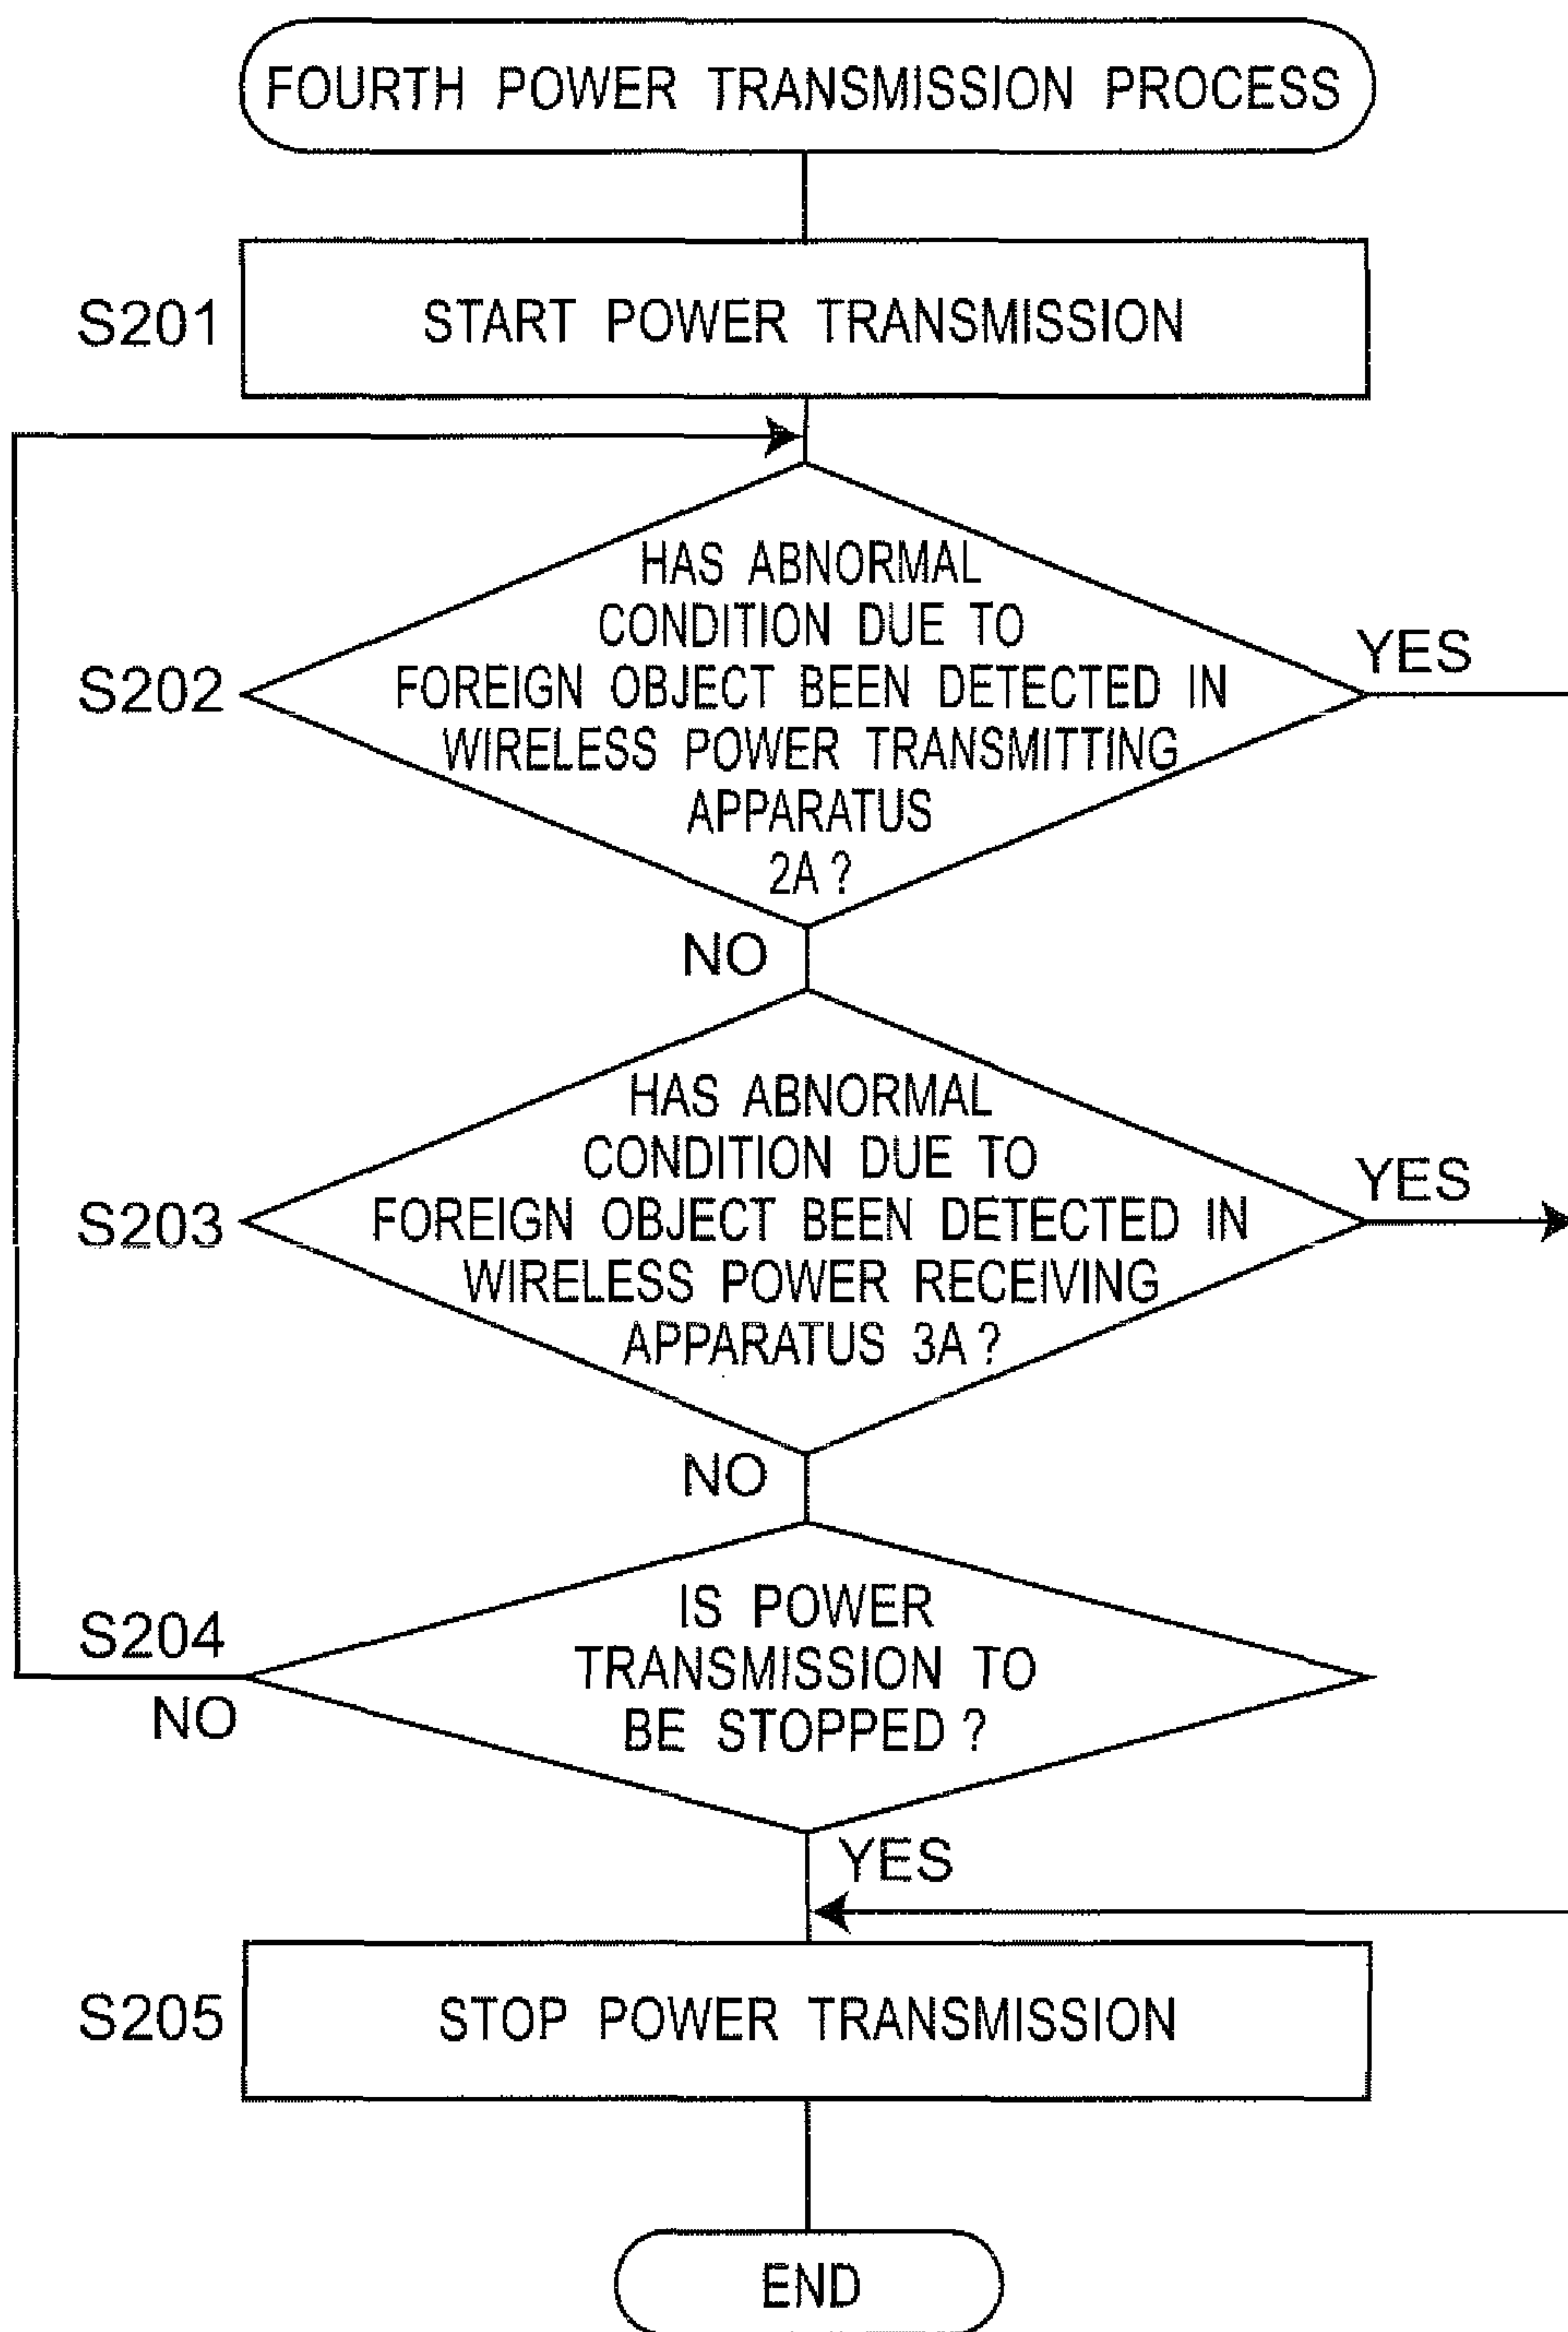 FOURTH POWER TRANSMISSION PROCESS
S201
START POWER TRANSMISSION
HAS ABNORMAL
CONDITION DUE TO
FOREIGN OBJECT BEEN DETECTED IN
WIRELESS POWER TRANSMITTING
APPARATUS
2A ?
S202
YES
NO
HAS ABNORMAL
CONDITION DUE TO
FOREIGN OBJECT BEEN DETECTED IN
WIRELESS POWER RECEIVING
APPARATUS 3A ?
S203
YES
NO
IS POWER
TRANSMISSION TO
BE STOPPED ?
S204
NO
YES
S205
STOP POWER TRANSMISSION
END